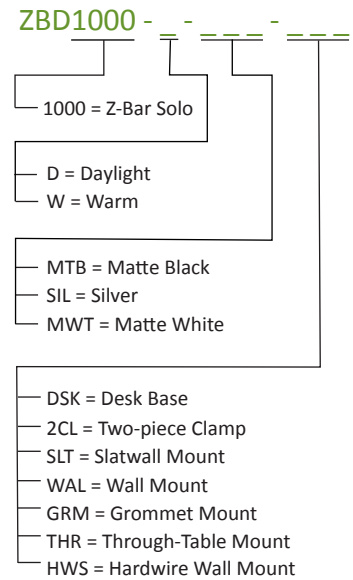 ZBD1000 - _ - _ _ _ - _ _ _
1000 = Z-Bar Solo
D = Daylight
W = Warm
MTB = Matte Black
SIL = Silver
MWT = Matte White
DSK = Desk Base
2CL = Two-piece Clamp
SLT = Slatwall Mount
WAL = Wall Mount
GRM = Grommet Mount
THR = Through-Table Mount
HWS = Hardwire Wall Mount